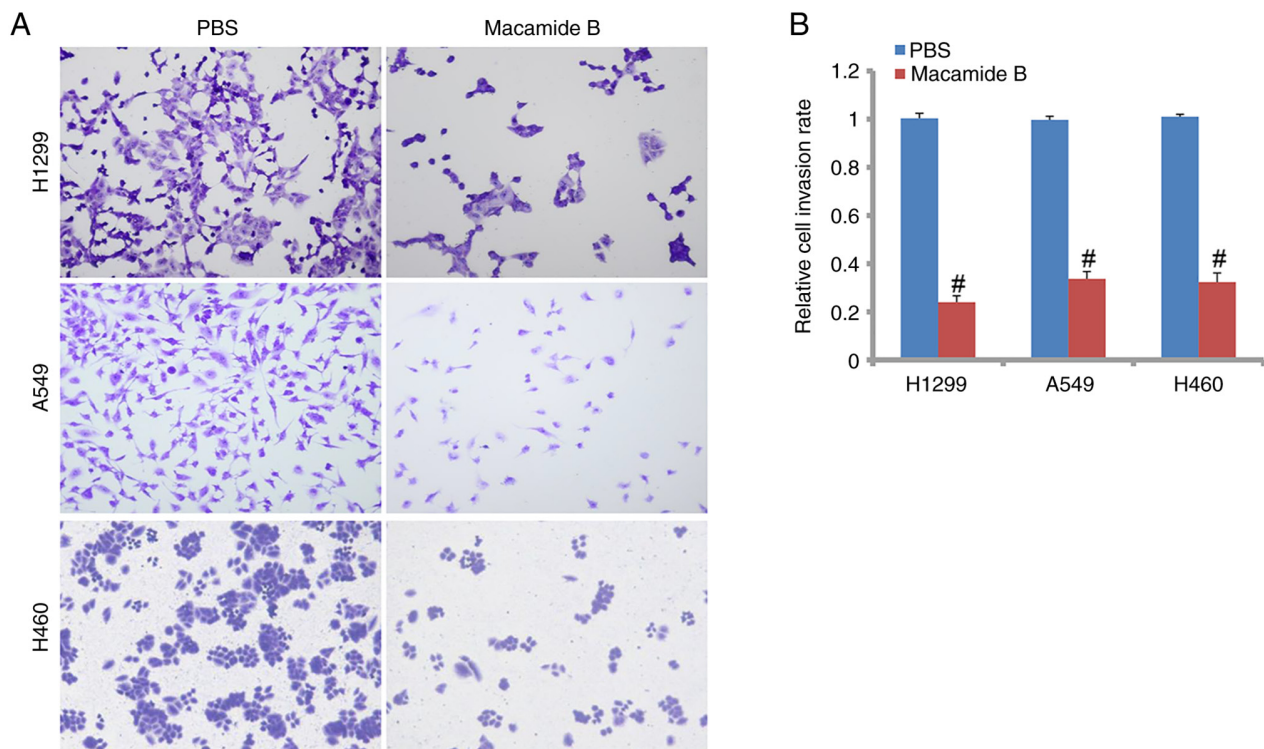 A
PBS
Macamide B
H1299
A549
H460
B
PBS
Macamide B
Relative cell invasion rate
1.2
1
0.8
0.6
0.4
0.2
0
#
#
#
H1299
A549
H460